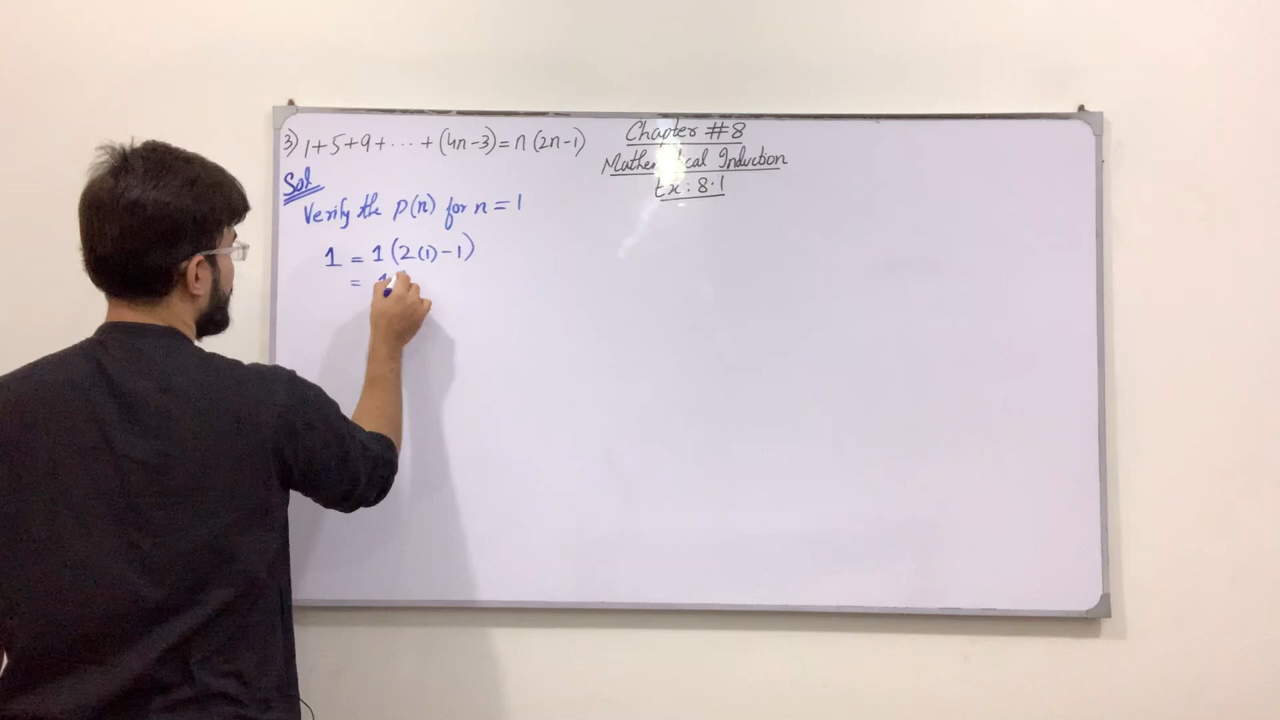 3) 1+5+9+...+(4n-3)=n(2n-1)
Chapter #8
Mathematical Induction
Ex: 8.1
Sol
Verify the P(n) for n=1
1 = 1(2(1)-1)
= 1